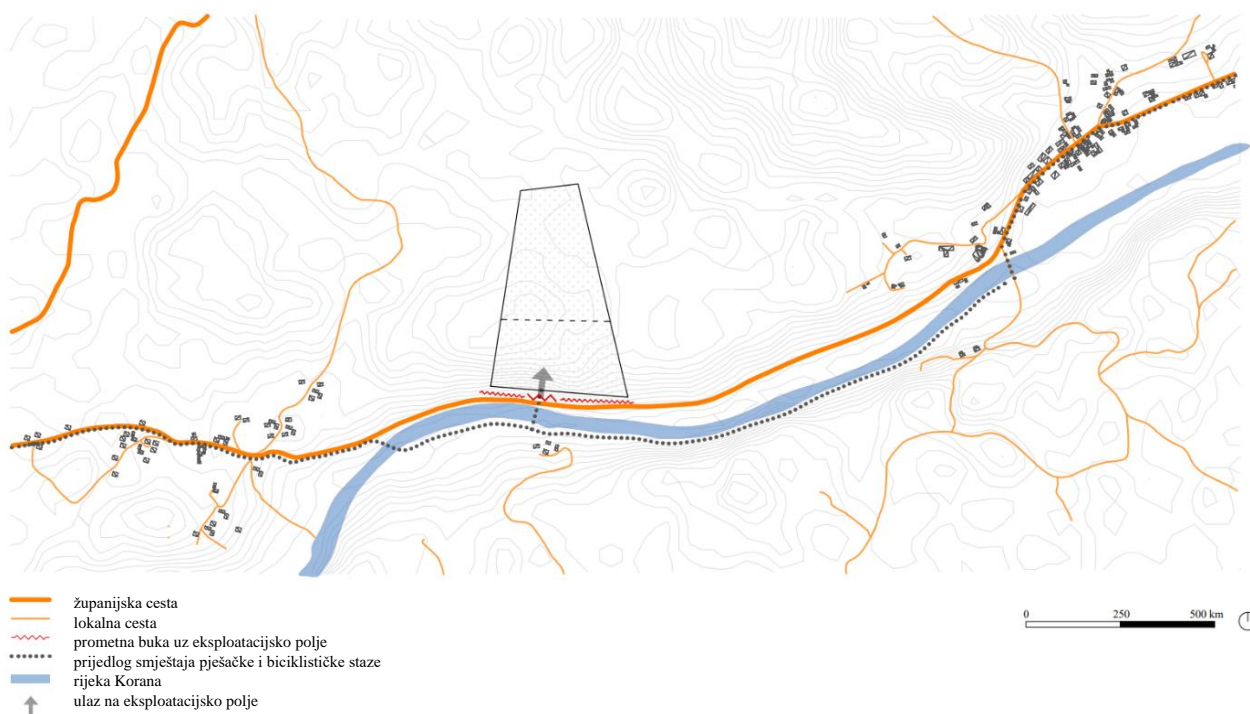 županijska cesta
lokalna cesta
prometna buka uz eksploatacijsko polje
prijedlog smještaja pješačke i biciklističke staze
rijeka Korana
ulaz na eksploatacijsko polje
0 250 500 km